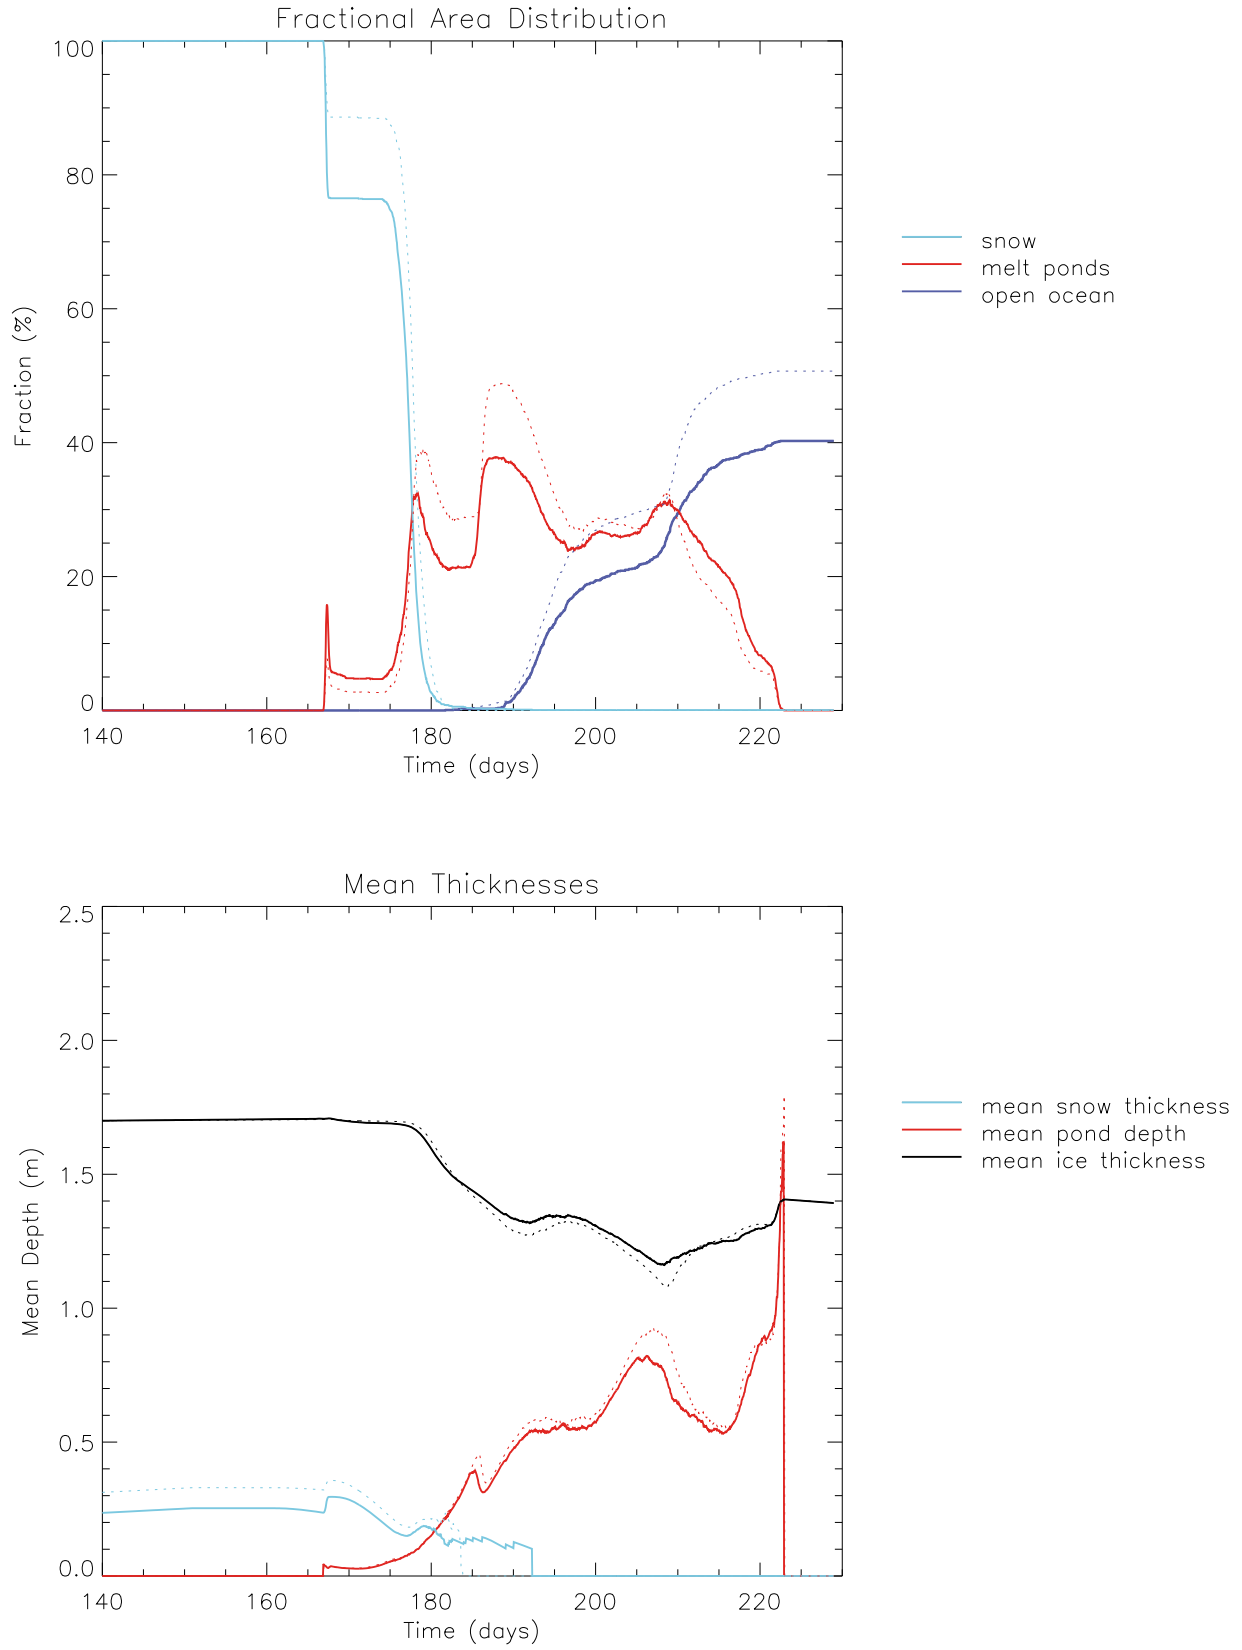 Fractional Area Distribution
100
80
60
40
20
0
Fraction (%)
140 160 180 200 220
Time (days)
snow
melt ponds
open ocean
Mean Thicknesses
2.5
2.0
1.5
1.0
0.5
0.0
Mean Depth (m)
140 160 180 200 220
Time (days)
mean snow thickness
mean pond depth
mean ice thickness